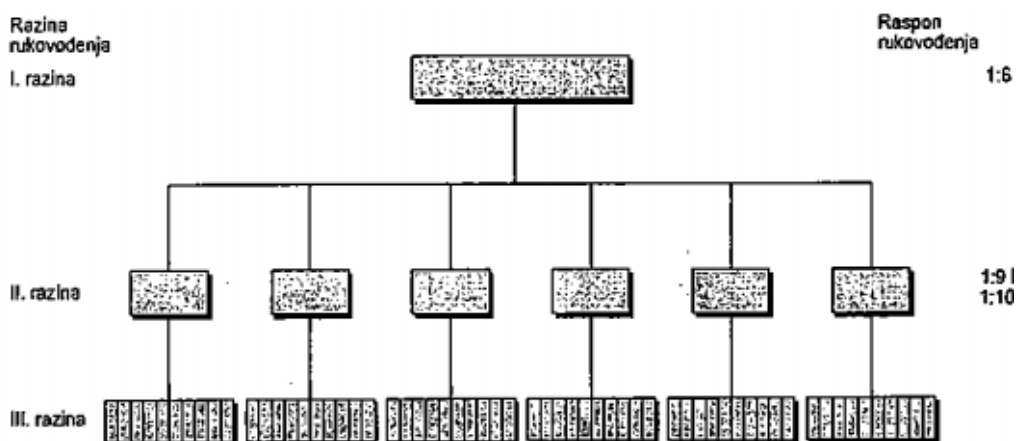 Razina
rukovođenja
Raspon
rukovođenja
I. razina
1:6
II. razina
1:9 i
1:10
III. razina